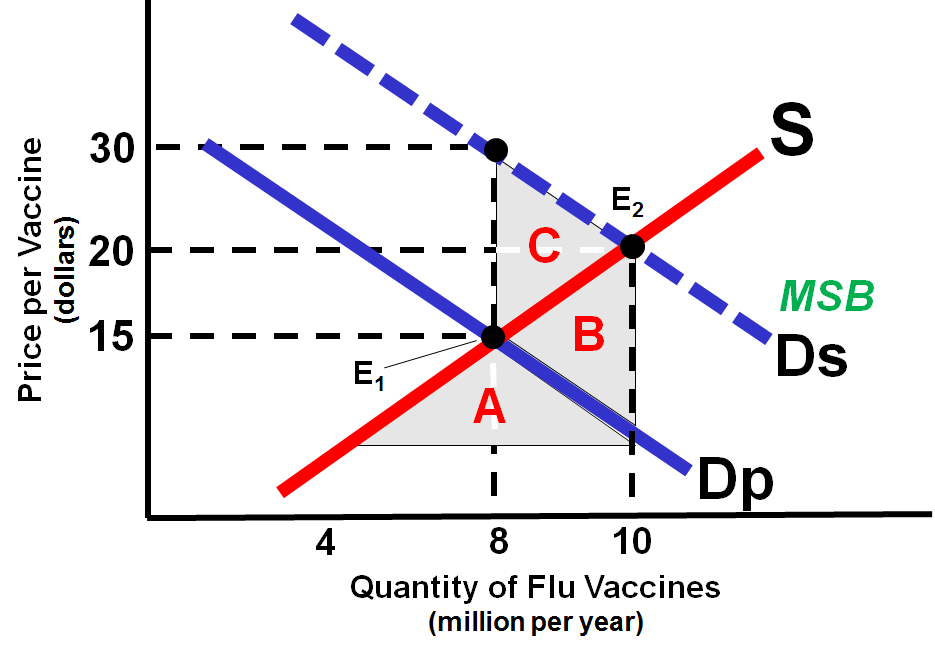 S
30
E2
C
20
MSB
B
15
Ds
E1
A
Dp
Price per Vaccine
(dollars)
4 8 10
Quantity of Flu Vaccines
(million per year)